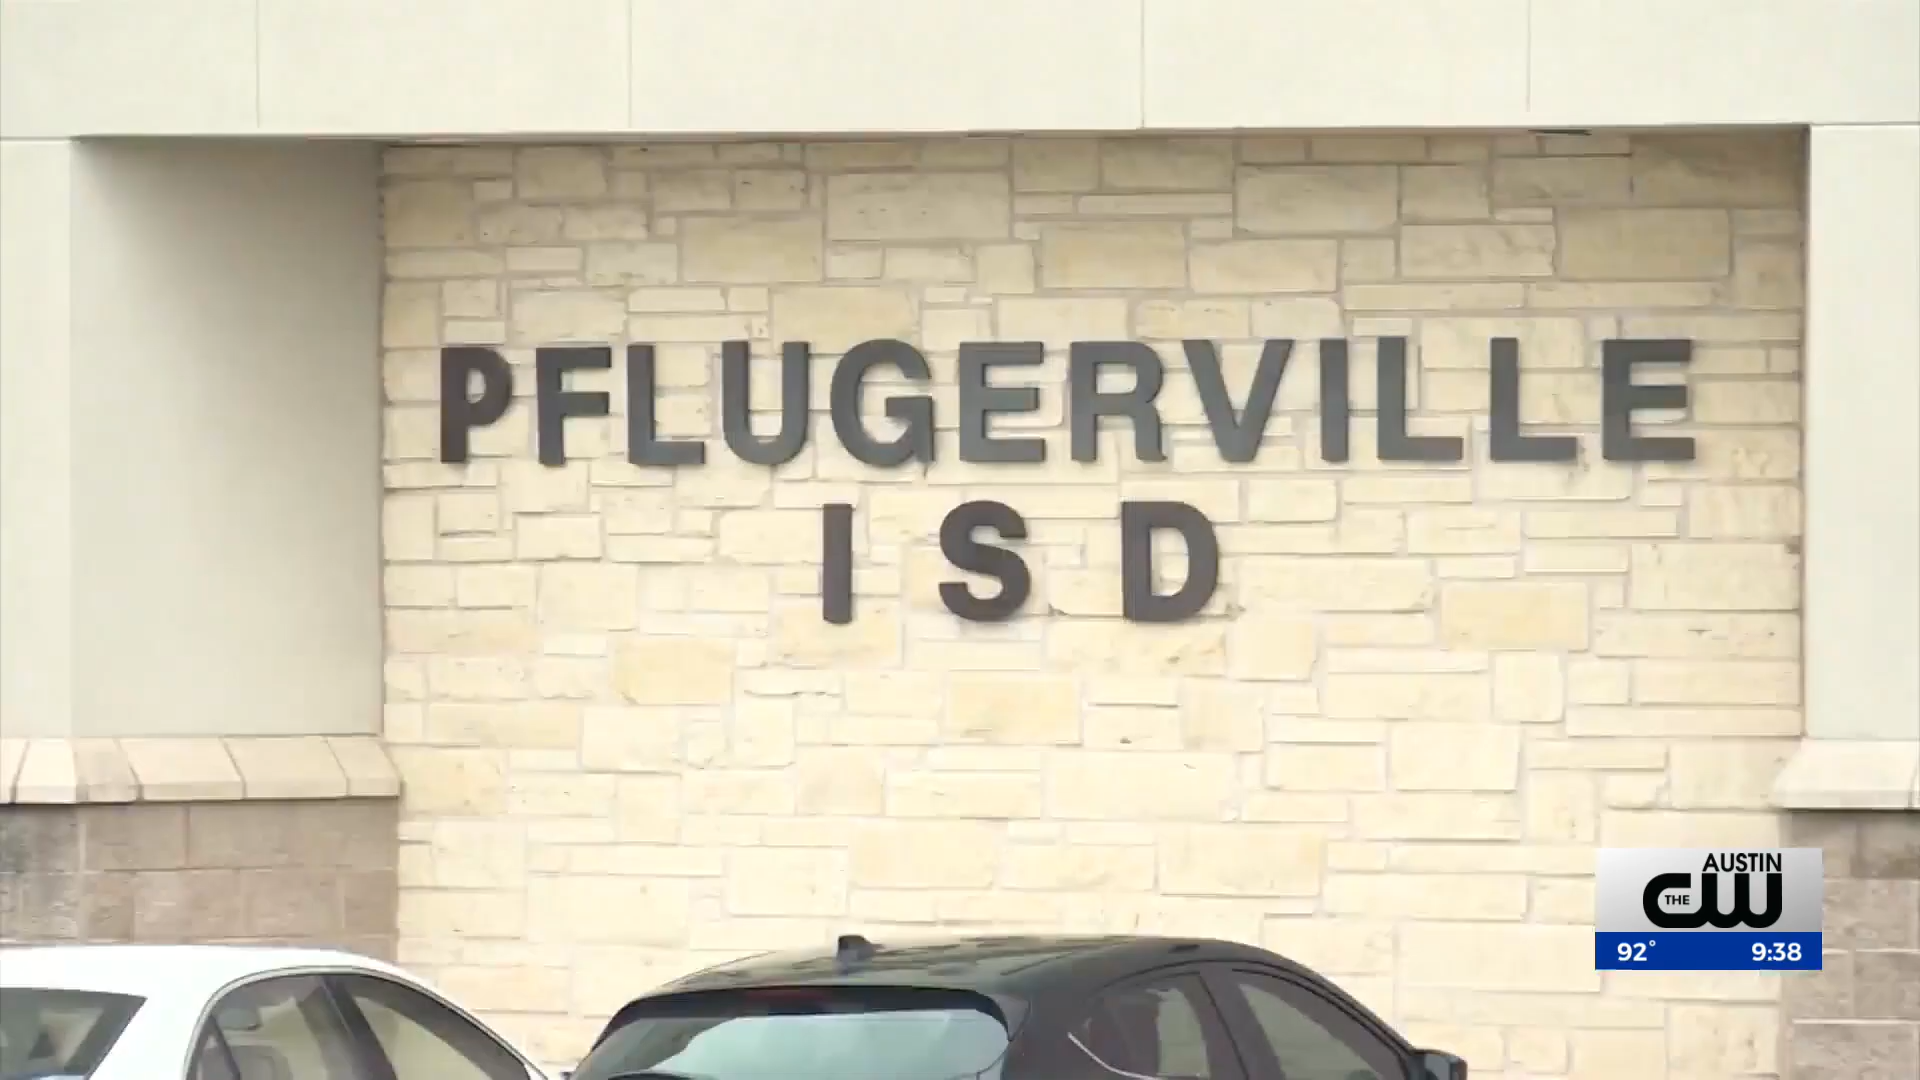 PFLUGERVILLE
ISD
AUSTIN
THE CW
92° 9:38